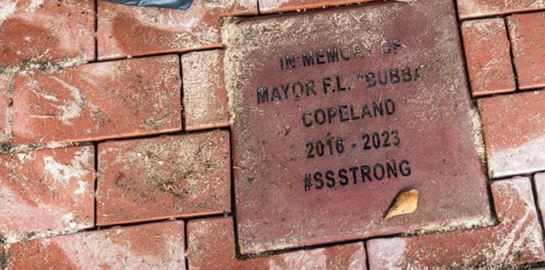 IN MEMORY OF
MAYOR F.L. "BUBBA"
COPELAND
2016 - 2023
#SSSTRONG